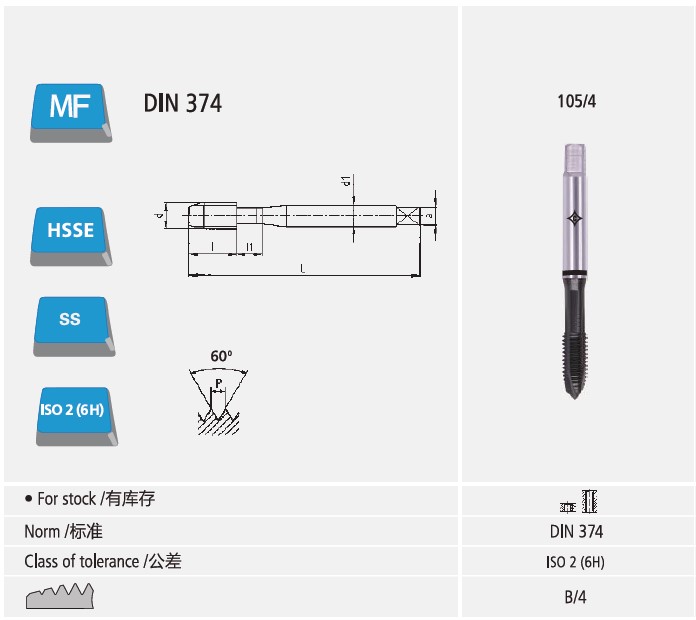 MF
DIN 374
105/4
HSSE
SS
ISO 2 (6H)
d1
d
a
l
l1
L
60⁰
P
• For stock /有库存
Norm /标准
DIN 374
Class of tolerance /公差
ISO 2 (6H)
B/4